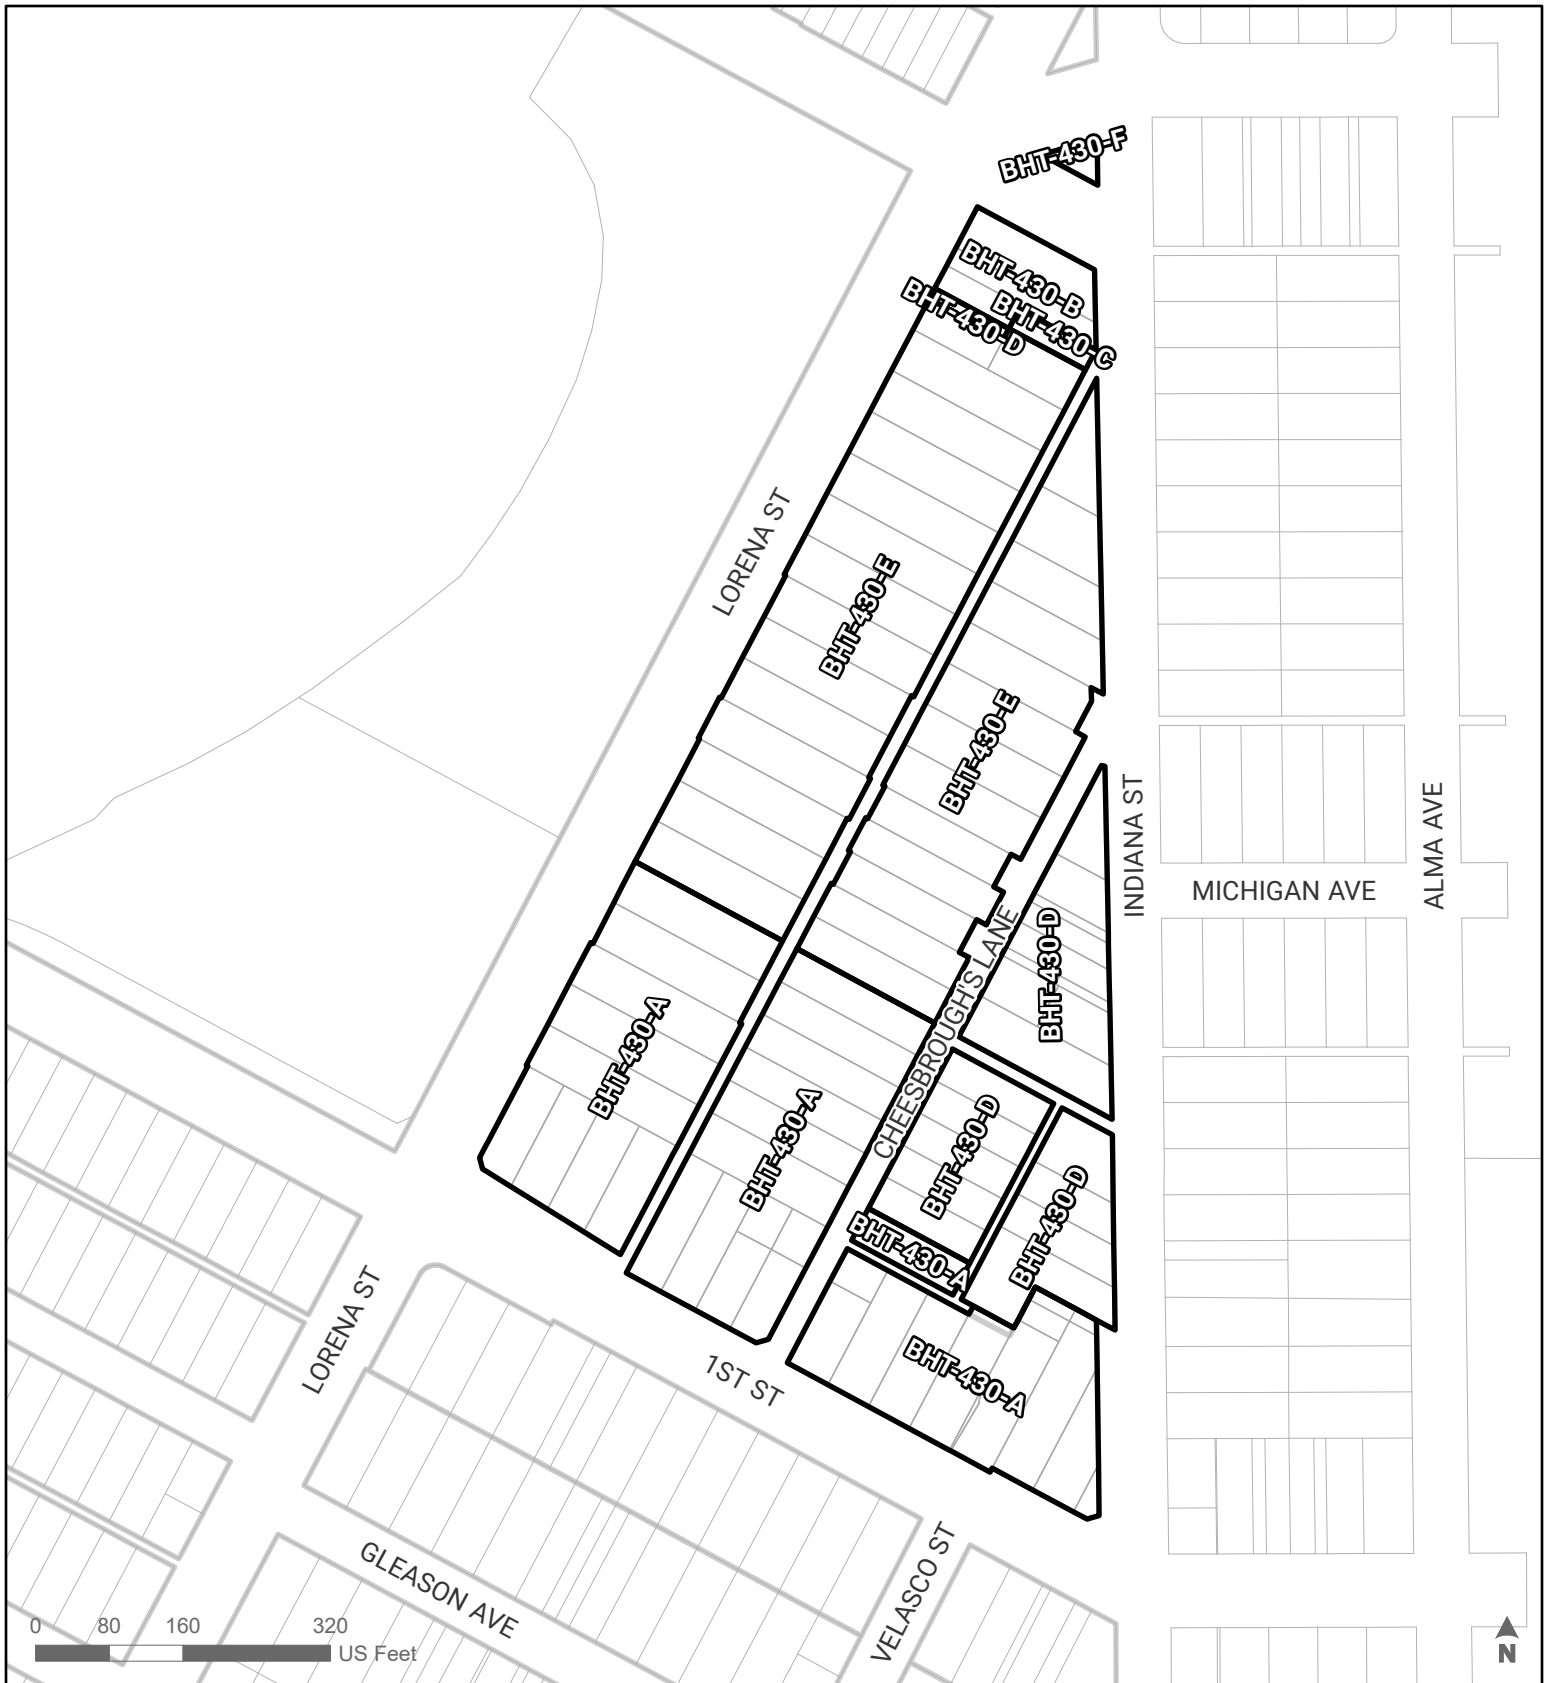 BHT-430-F
BHT-430-B
BHT-430-D
BHT-430-C
LORENA ST
BHT-430-E
BHT-430-E
INDIANA ST
MICHIGAN AVE
ALMA AVE
BHT-430-D
CHEESBROUGH'S LANE
BHT-430-A
BHT-430-A
BHT-430-D
BHT-430-D
BHT-430-A
LORENA ST
1ST ST
BHT-430-A
GLEASON AVE
VELASCO ST
0 80 160 320
US Feet
N